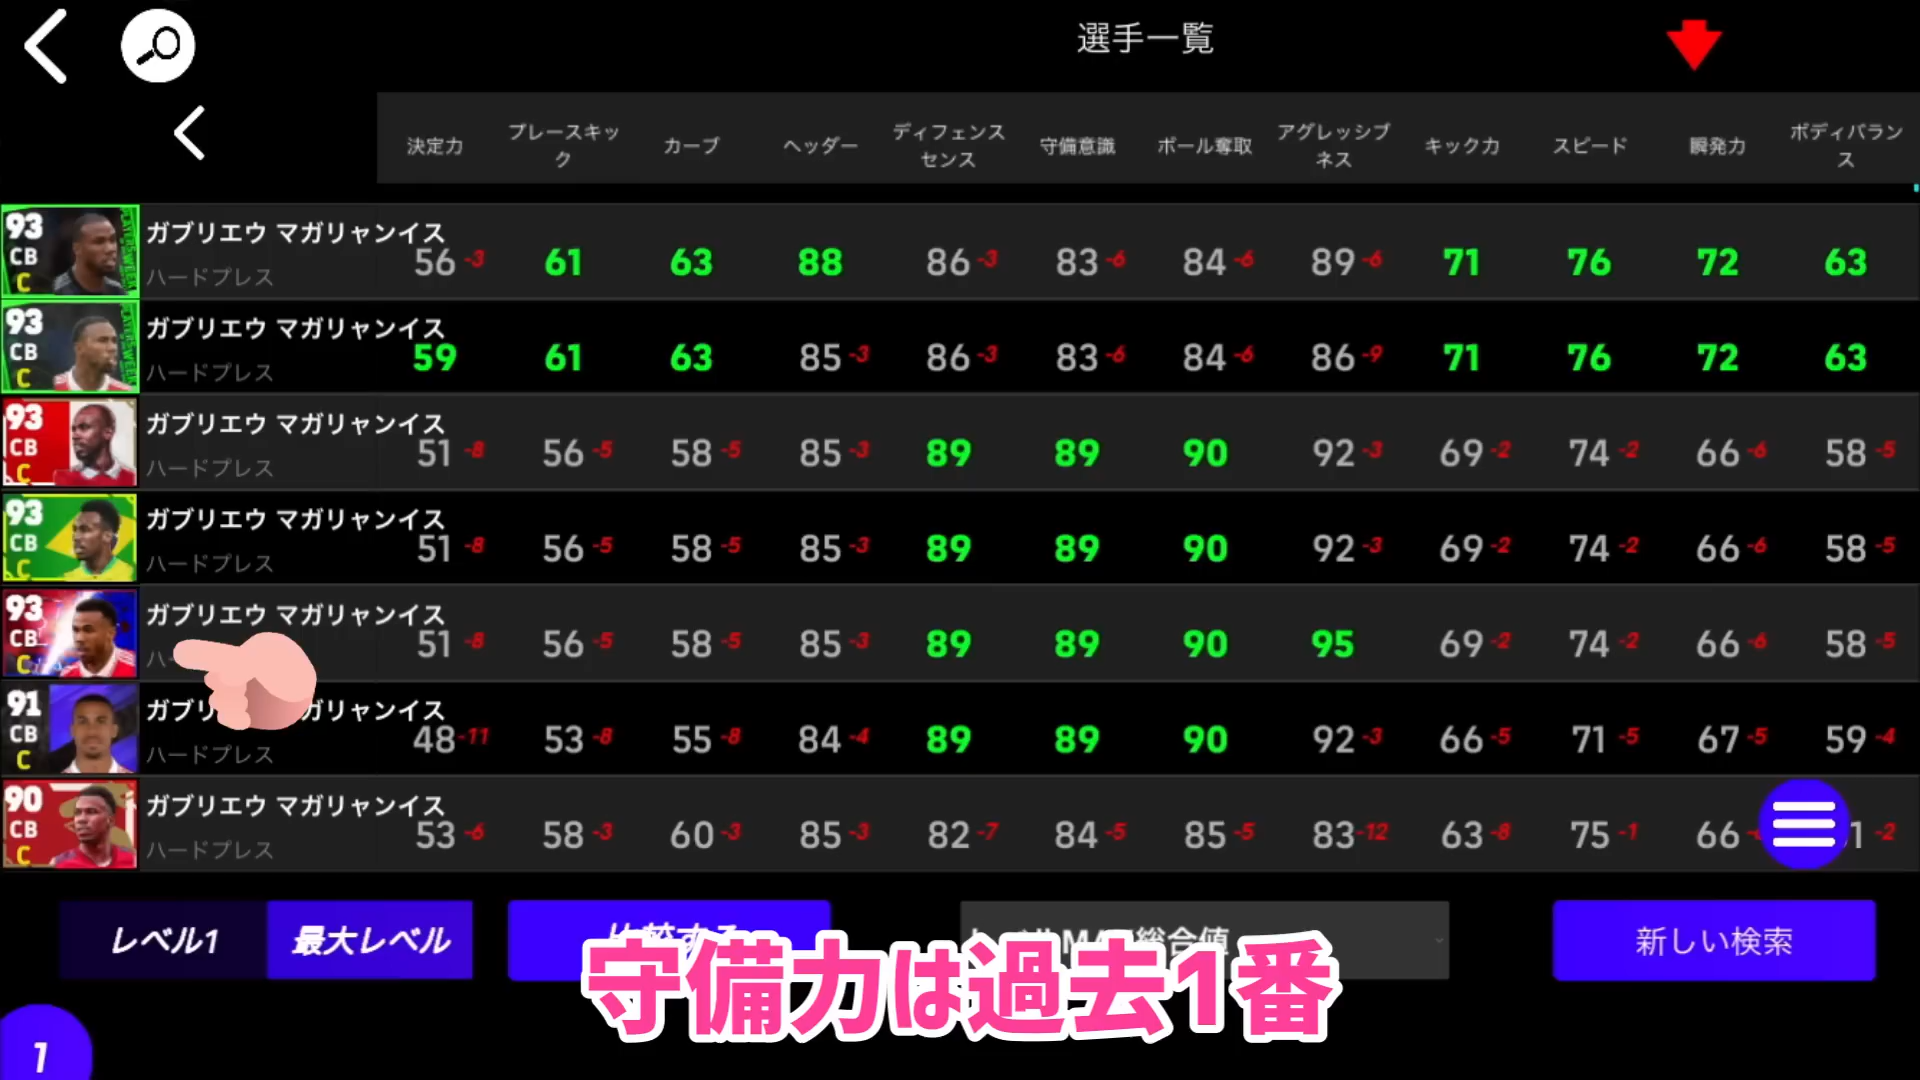 選手一覧
決定力 プレースキック カーブ ヘッダー ディフェンスセンス 守備意識 ボール奪取 アグレッシブネス キック力 スピード 瞬発力 ボディバランス
93 CB C ガブリエウ マガリャンイス ハードプレス 56 -3 61 63 88 86 -3 83 -6 84 -6 89 -6 71 76 72 63
93 CB C ガブリエウ マガリャンイス ハードプレス 59 61 63 85 -3 86 -3 83 -6 84 -6 86 -9 71 76 72 63
93 CB C ガブリエウ マガリャンイス ハードプレス 51 -8 56 -5 58 -5 85 -3 89 89 90 92 -3 69 -2 74 -2 66 -6 58 -5
93 CB C ガブリエウ マガリャンイス ハードプレス 51 -8 56 -5 58 -5 85 -3 89 89 90 92 -3 69 -2 74 -2 66 -6 58 -5
93 CB C ガブリエウ マガリャンイス ハ 51 -8 56 -5 58 -5 85 -3 89 89 90 95 69 -2 74 -2 66 -6 58 -5
91 CB C ガブリ ガリャンイス ハードプレス 48 -11 53 -8 55 -8 84 -4 89 89 90 92 -3 66 -5 71 -5 67 -5 59 -4
90 CB C ガブリエウ マガリャンイス ハードプレス 53 -6 58 -3 60 -3 85 -3 82 -7 84 -5 85 -5 83 -12 63 -8 75 -1 66 1 -2
レベル1 最大レベル 比較する 総合値 新しい検索
守備力は過去1番
1